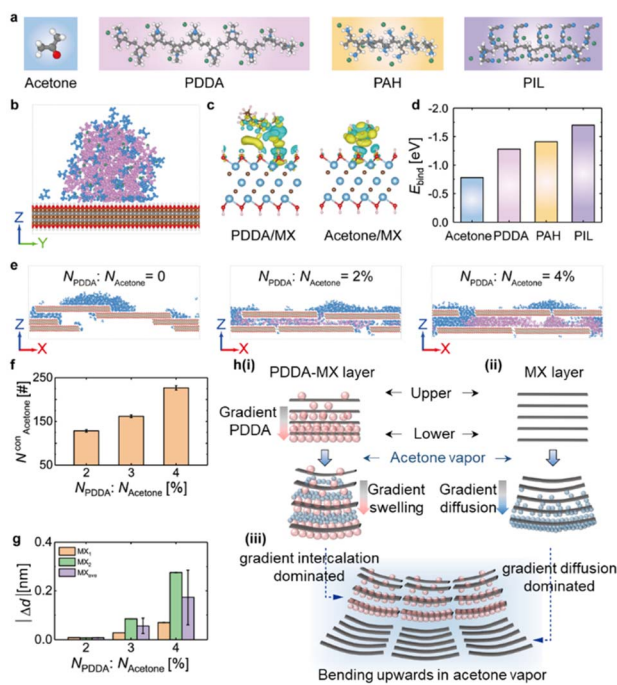 a
Acetone PDDA PAH PIL
b
Z
Y
c
PDDA/MX Acetone/MX
d
E_bind [eV]
-2.0
-1.5
-1.0
-0.5
0.0
Acetone PDDA PAH PIL
e
N_PDDA: N_Acetone = 0
N_PDDA: N_Acetone = 2%
N_PDDA: N_Acetone = 4%
Z
X
Z
X
Z
X
f
N^con_Acetone [#]
250
150
50
2 3 4
N_PDDA: N_Acetone [%]
g
|Δd| [nm]
0.4
0.2
0.0
MX_1
MX_2
MX_ave
2 3 4
N_PDDA: N_Acetone [%]
h(i)
PDDA-MX layer
(ii)
MX layer
Gradient
PDDA
Upper
Lower
Acetone vapor
Gradient
swelling
Gradient
diffusion
(iii)
gradient intercalation
dominated
gradient diffusion
dominated
Bending upwards in acetone vapor